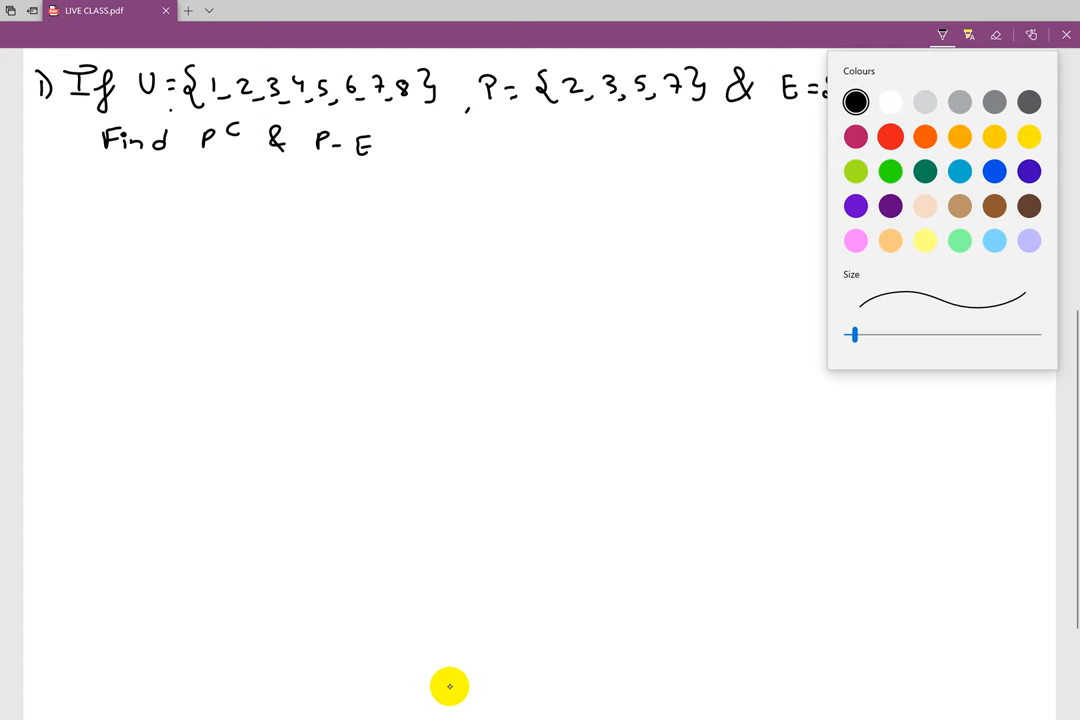 LIVE CLASS.pdf
1) If U = {1, 2, 3, 4, 5, 6, 7, 8}, P = {2, 3, 5, 7} & E = {
Find Pᶜ & P - E
Colours
Size